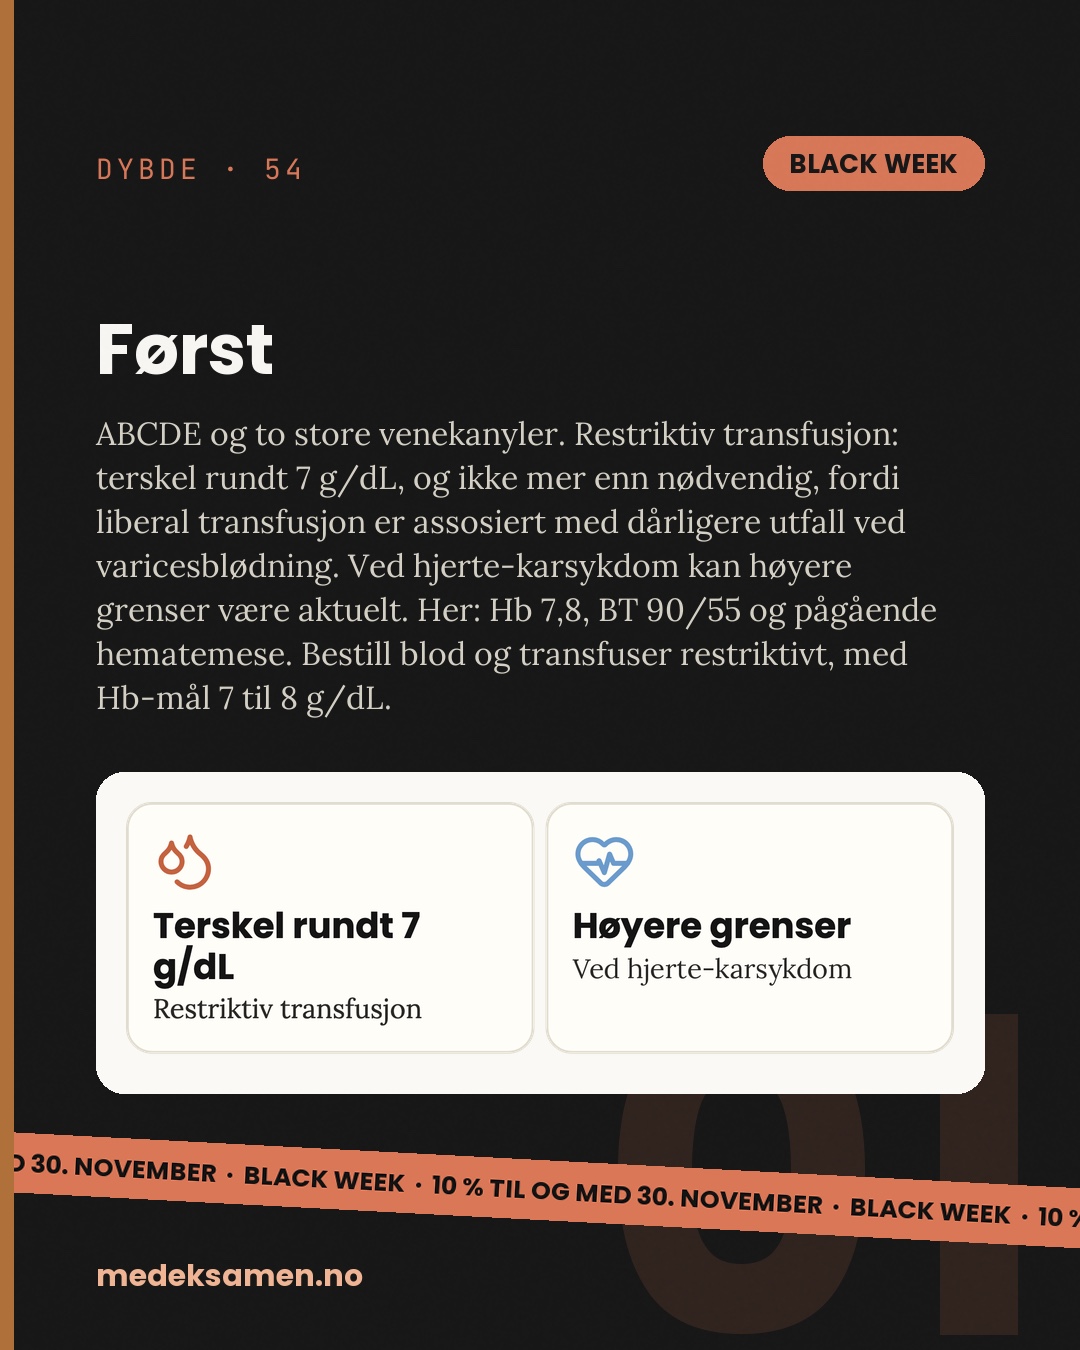 DYBDE · 54
BLACK WEEK
Først
ABCDE og to store venekanyler. Restriktiv transfusjon:
terskel rundt 7 g/dL, og ikke mer enn nødvendig, fordi
liberal transfusjon er assosiert med dårligere utfall ved
varicesblødning. Ved hjerte-karsykdom kan høyere
grenser være aktuelt. Her: Hb 7,8, BT 90/55 og pågående
hematemese. Bestill blod og transfuser restriktivt, med
Hb-mål 7 til 8 g/dL.
Terskel rundt 7
g/dL
Restriktiv transfusjon
Høyere grenser
Ved hjerte-karsykdom
D 30. NOVEMBER · BLACK WEEK · 10 % TIL OG MED 30. NOVEMBER · BLACK WEEK · 10 %
medeksamen.no
01